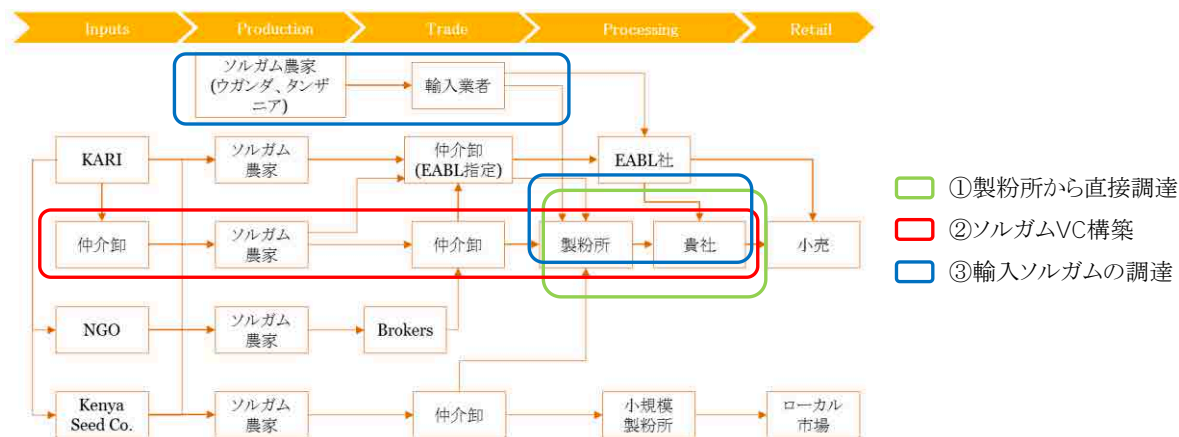 Inputs
Production
Trade
Processing
Retail
ソルガム農家
(ウガンダ、タンザ
ニア)
輸入業者
KARI
ソルガム
農家
仲介卸
(EABL指定)
EABL社
仲介卸
ソルガム
農家
仲介卸
製粉所
貴社
小売
NGO
ソルガム
農家
Brokers
Kenya
Seed Co.
ソルガム
農家
仲介卸
小規模
製粉所
ローカル
市場
①製粉所から直接調達
②ソルガムVC構築
③輸入ソルガムの調達